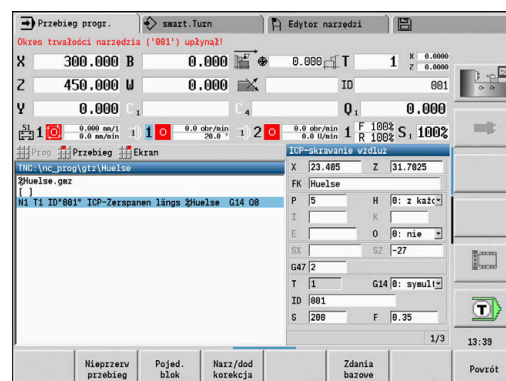 Przebieg progr. smart.Turn Edytor narzędzi
Okres trwałości narzędzia ('001') upłynął!
X 300.000 B 0.000 0.000 T 1 X 0.0000 Z 0.0000
Z 450.000 U 0.000 ID 001
Y 0.000 C1 C4 Q1 0.000
S1 1 0.000 mm/1 0.0 mm/min 1) 1 0.0 obr/min 20.0 ° 1) 2 0.0 obr/min 0.0 U/min 1 F 100% R 100% S1 100%
Prog Przebieg Ekran
ICP-skrawanie wzdluz
TNC:\nc_prog\gtz\Huelse
%Huelse.gmz
[ ]
N1 T1 ID"001" ICP-Zerspanen längs %Huelse G14 Q0
X 23.405 Z 31.7025
FK Huelse
P 5 H 0: z każd
I K
E O 0: nie
SX SZ -27
G47 2
T 1 G14 0: symult
ID 001
S 200 F 0.35
1/3
13:39
Nieprzerw przebieg
Pojed. blok
Narz/dod korekcja
Zdania bazowe
Powrót